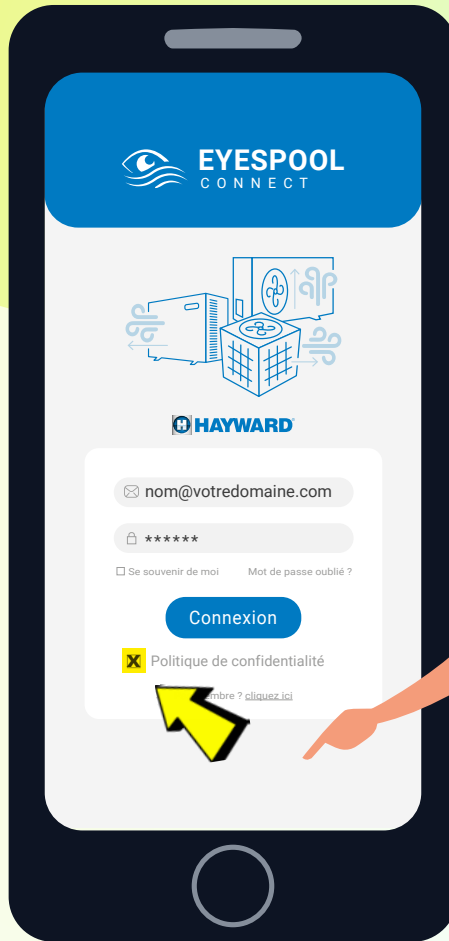 EYESPOOL
CONNECT
HAYWARD
nom@votredomaine.com
******
Se souvenir de moi Mot de passe oublié ?
Connexion
X Politique de confidentialité
? cliquez ici